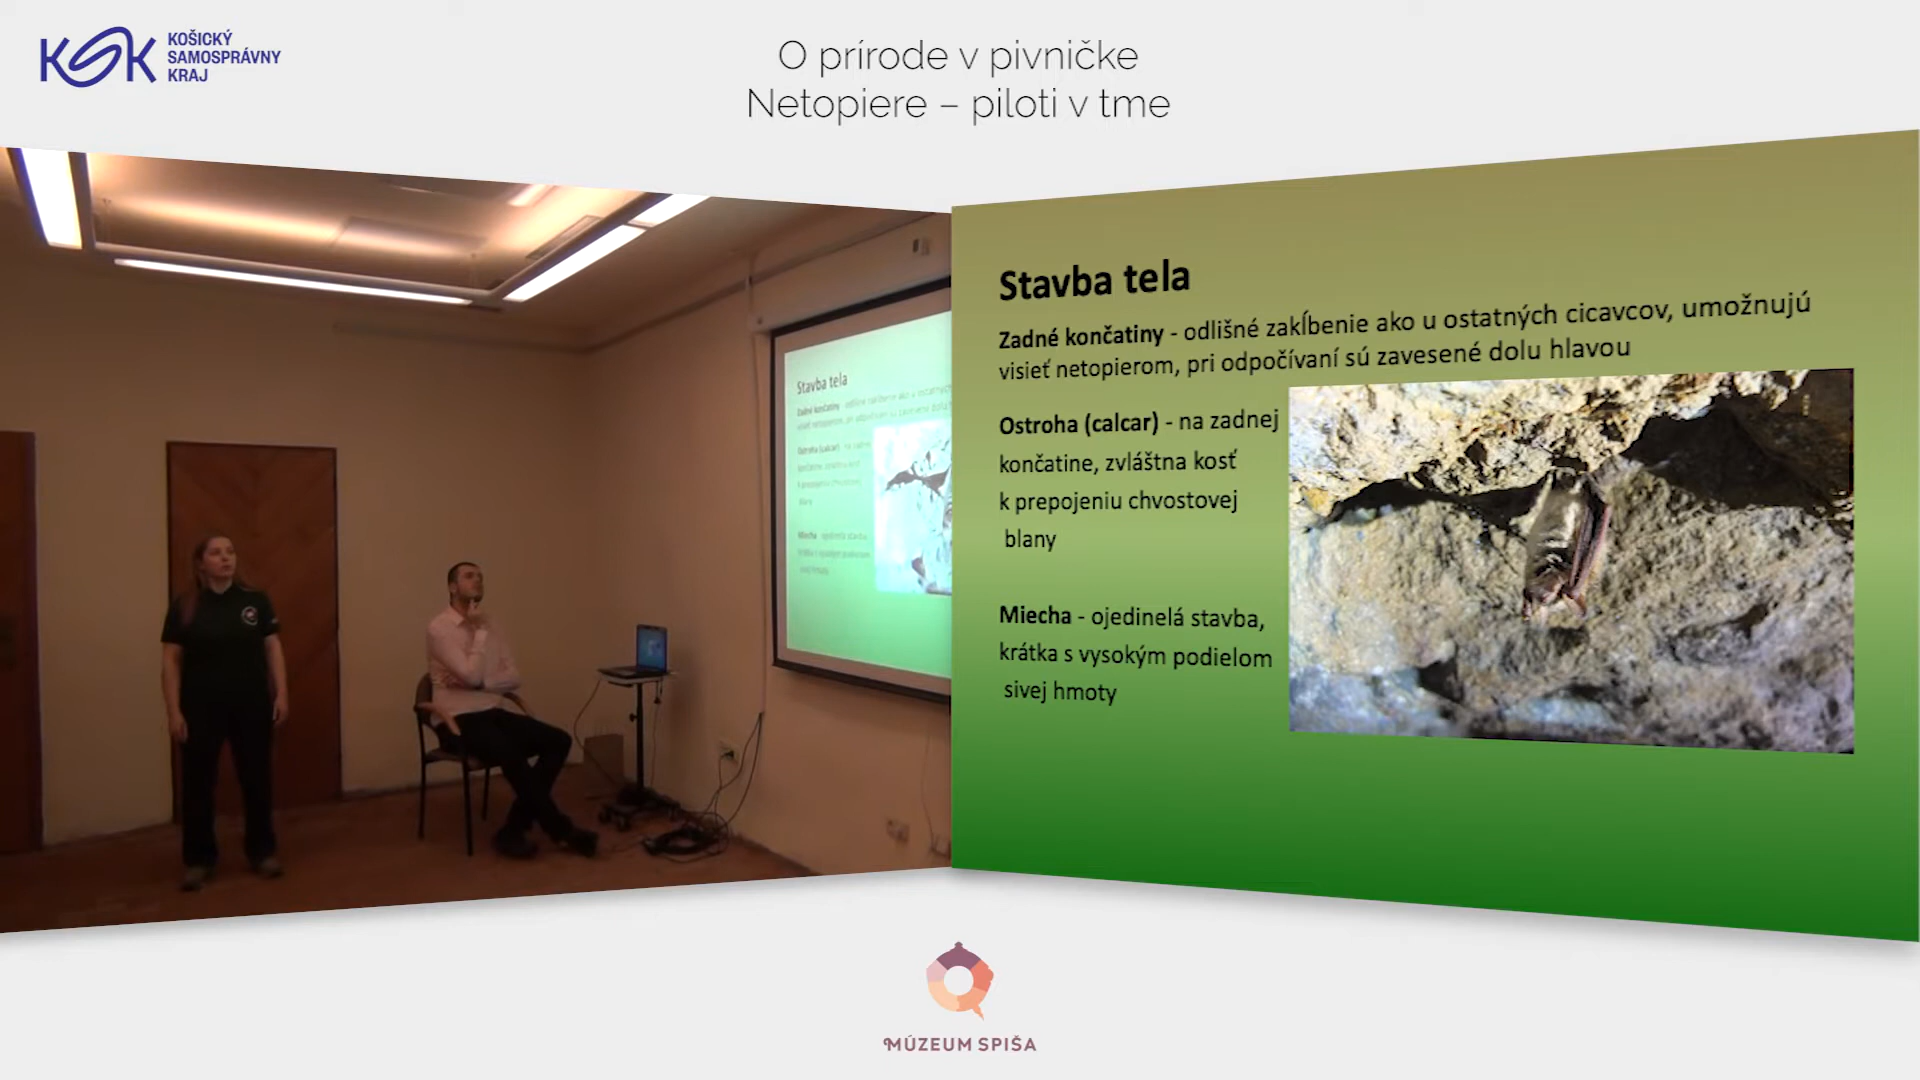 KSK KOŠICKÝ
SAMOSPRÁVNY
KRAJ
O prírode v pivničke
Netopiere – piloti v tme
Stavba tela
Stavba tela
Zadné končatiny - odlišné zakĺbenie ako u ostatných cicavcov, umožnujú
visieť netopierom, pri odpočívaní sú zavesené dolu hlavou
Ostroha (calcar) - na zadnej
končatine, zvláštna kosť
k prepojeniu chvostovej
blany
Miecha - ojedinelá stavba,
krátka s vysokým podielom
sivej hmoty
MÚZEUM SPIŠA